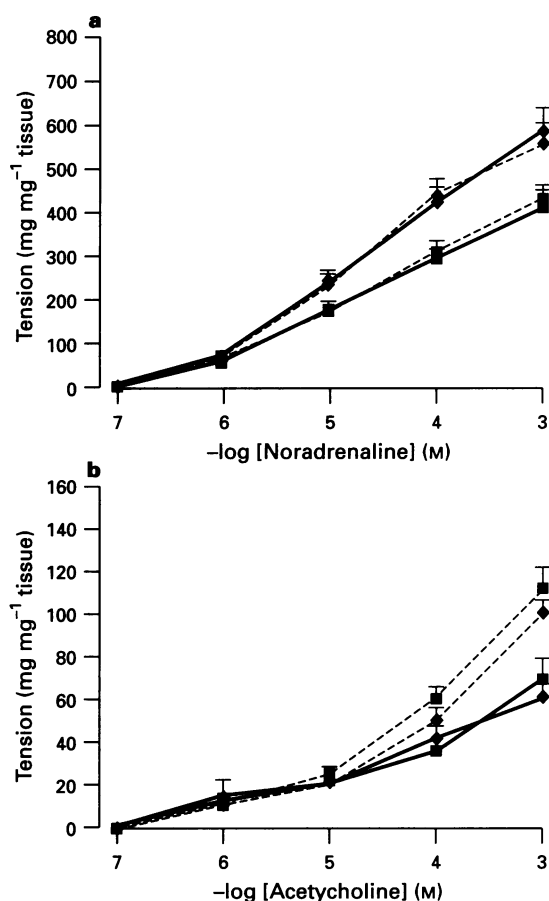 a
800
700
600
500
400
300
200
100
0
Tension (mg mg⁻¹ tissue)
7 6 5 4 3
–log [Noradrenaline] (M)
b
160
140
120
100
80
60
40
20
0
Tension (mg mg⁻¹ tissue)
7 6 5 4 3
–log [Acetycholine] (M)